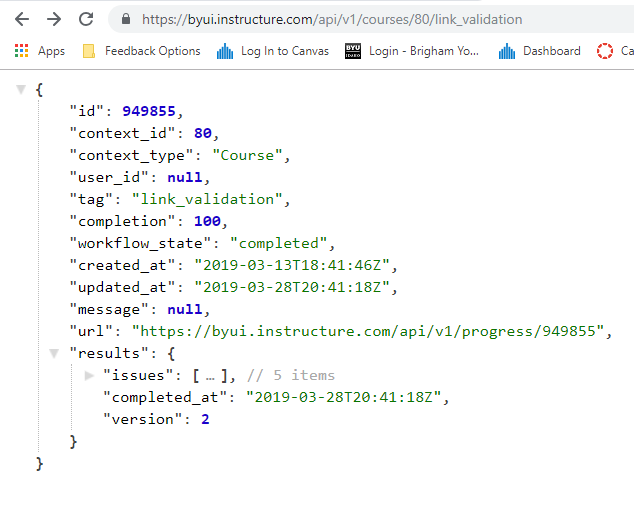 https://byui.instructure.com/api/v1/courses/80/link_validation
Apps Feedback Options Log In to Canvas BYU IDAHO Login - Brigham Yo... Dashboard Ca
{
"id": 949855,
"context_id": 80,
"context_type": "Course",
"user_id": null,
"tag": "link_validation",
"completion": 100,
"workflow_state": "completed",
"created_at": "2019-03-13T18:41:46Z",
"updated_at": "2019-03-28T20:41:18Z",
"message": null,
"url": "https://byui.instructure.com/api/v1/progress/949855",
"results": {
"issues": [ … ], // 5 items
"completed_at": "2019-03-28T20:41:18Z",
"version": 2
}
}